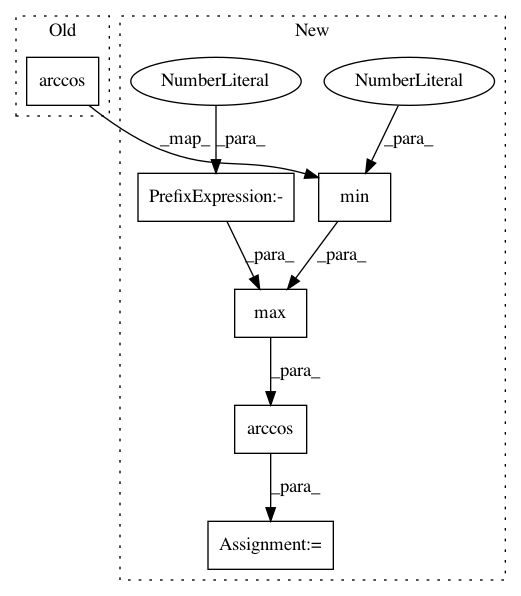 Old
New
arccos
NumberLiteral
NumberLiteral
_map_
_para_
_para_
PrefixExpression:-
min
_para_
_para_
max
_para_
arccos
_para_
Assignment:=